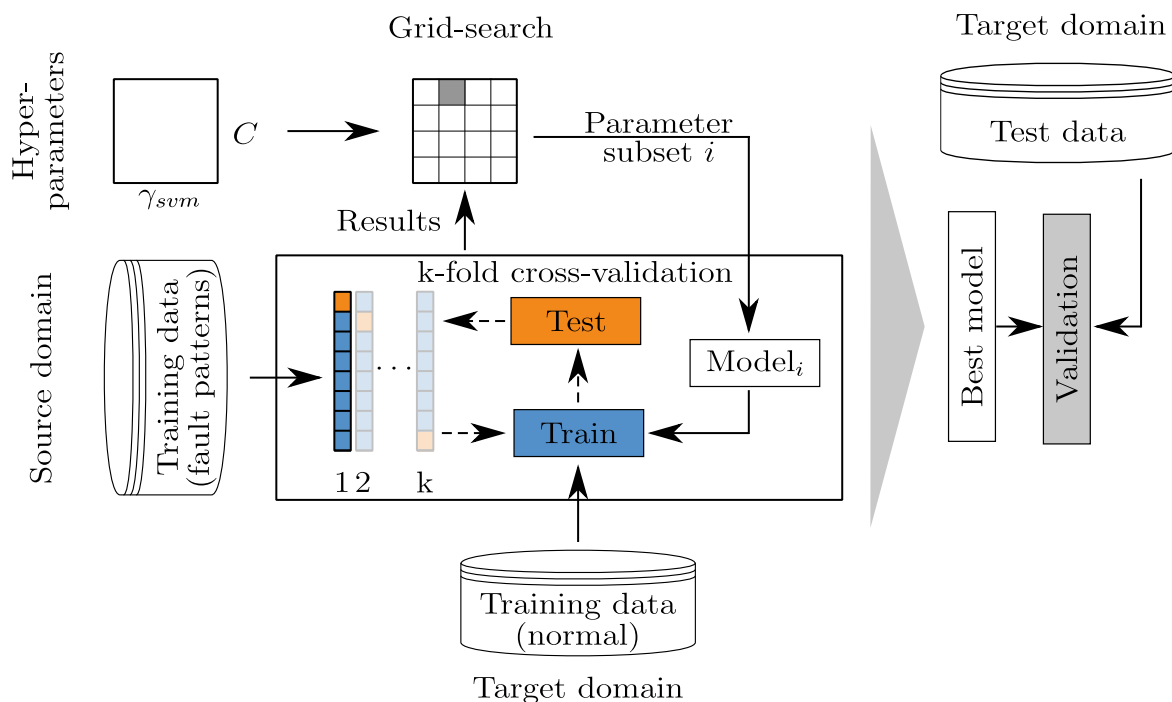 Grid-search
Target domain
Hyper-
parameters
C
γsvm
Parameter
subset i
Test data
Results
k-fold cross-validation
Source domain
Training data
(fault patterns)
Test
...
Model i
Train
1 2 k
Best model
Validation
Training data
(normal)
Target domain